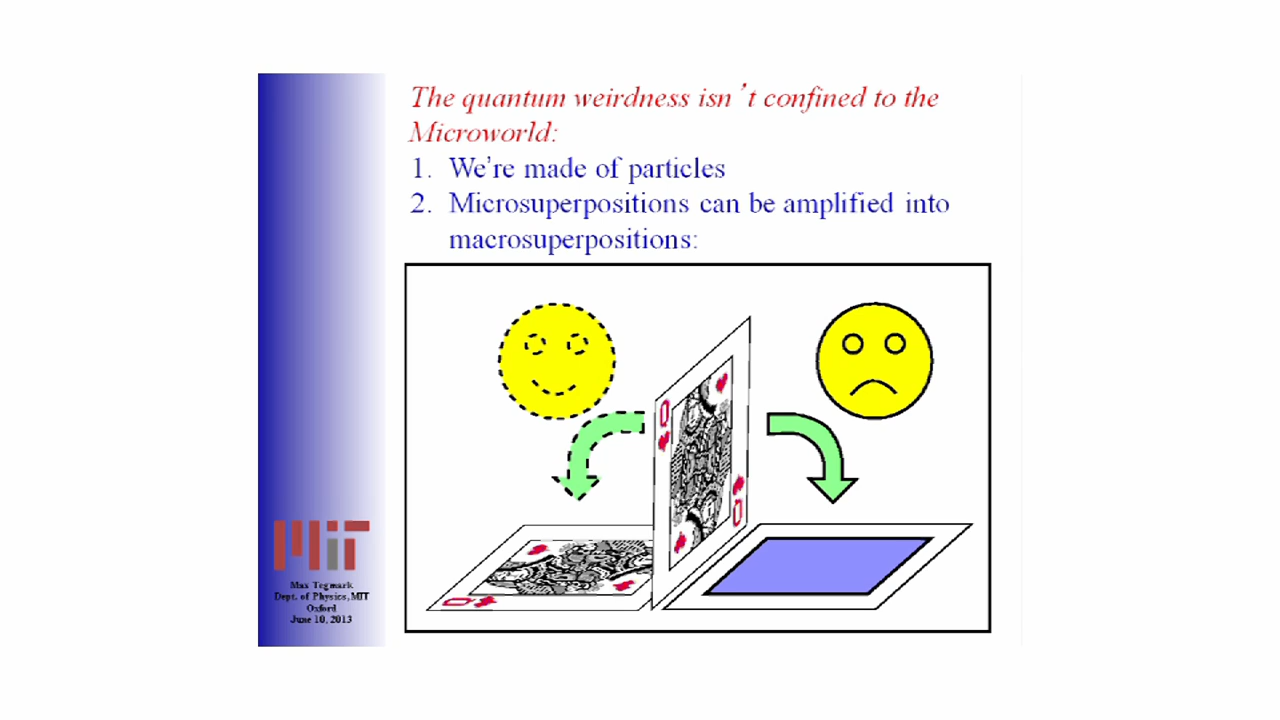 The quantum weirdness isn't confined to the
Microworld:
1. We're made of particles
2. Microsuperpositions can be amplified into
macrosuperpositions:
Q
Q
Q
MIT
Max Tegmark
Dept. of Physics, MIT
Oxford
June 10, 2013